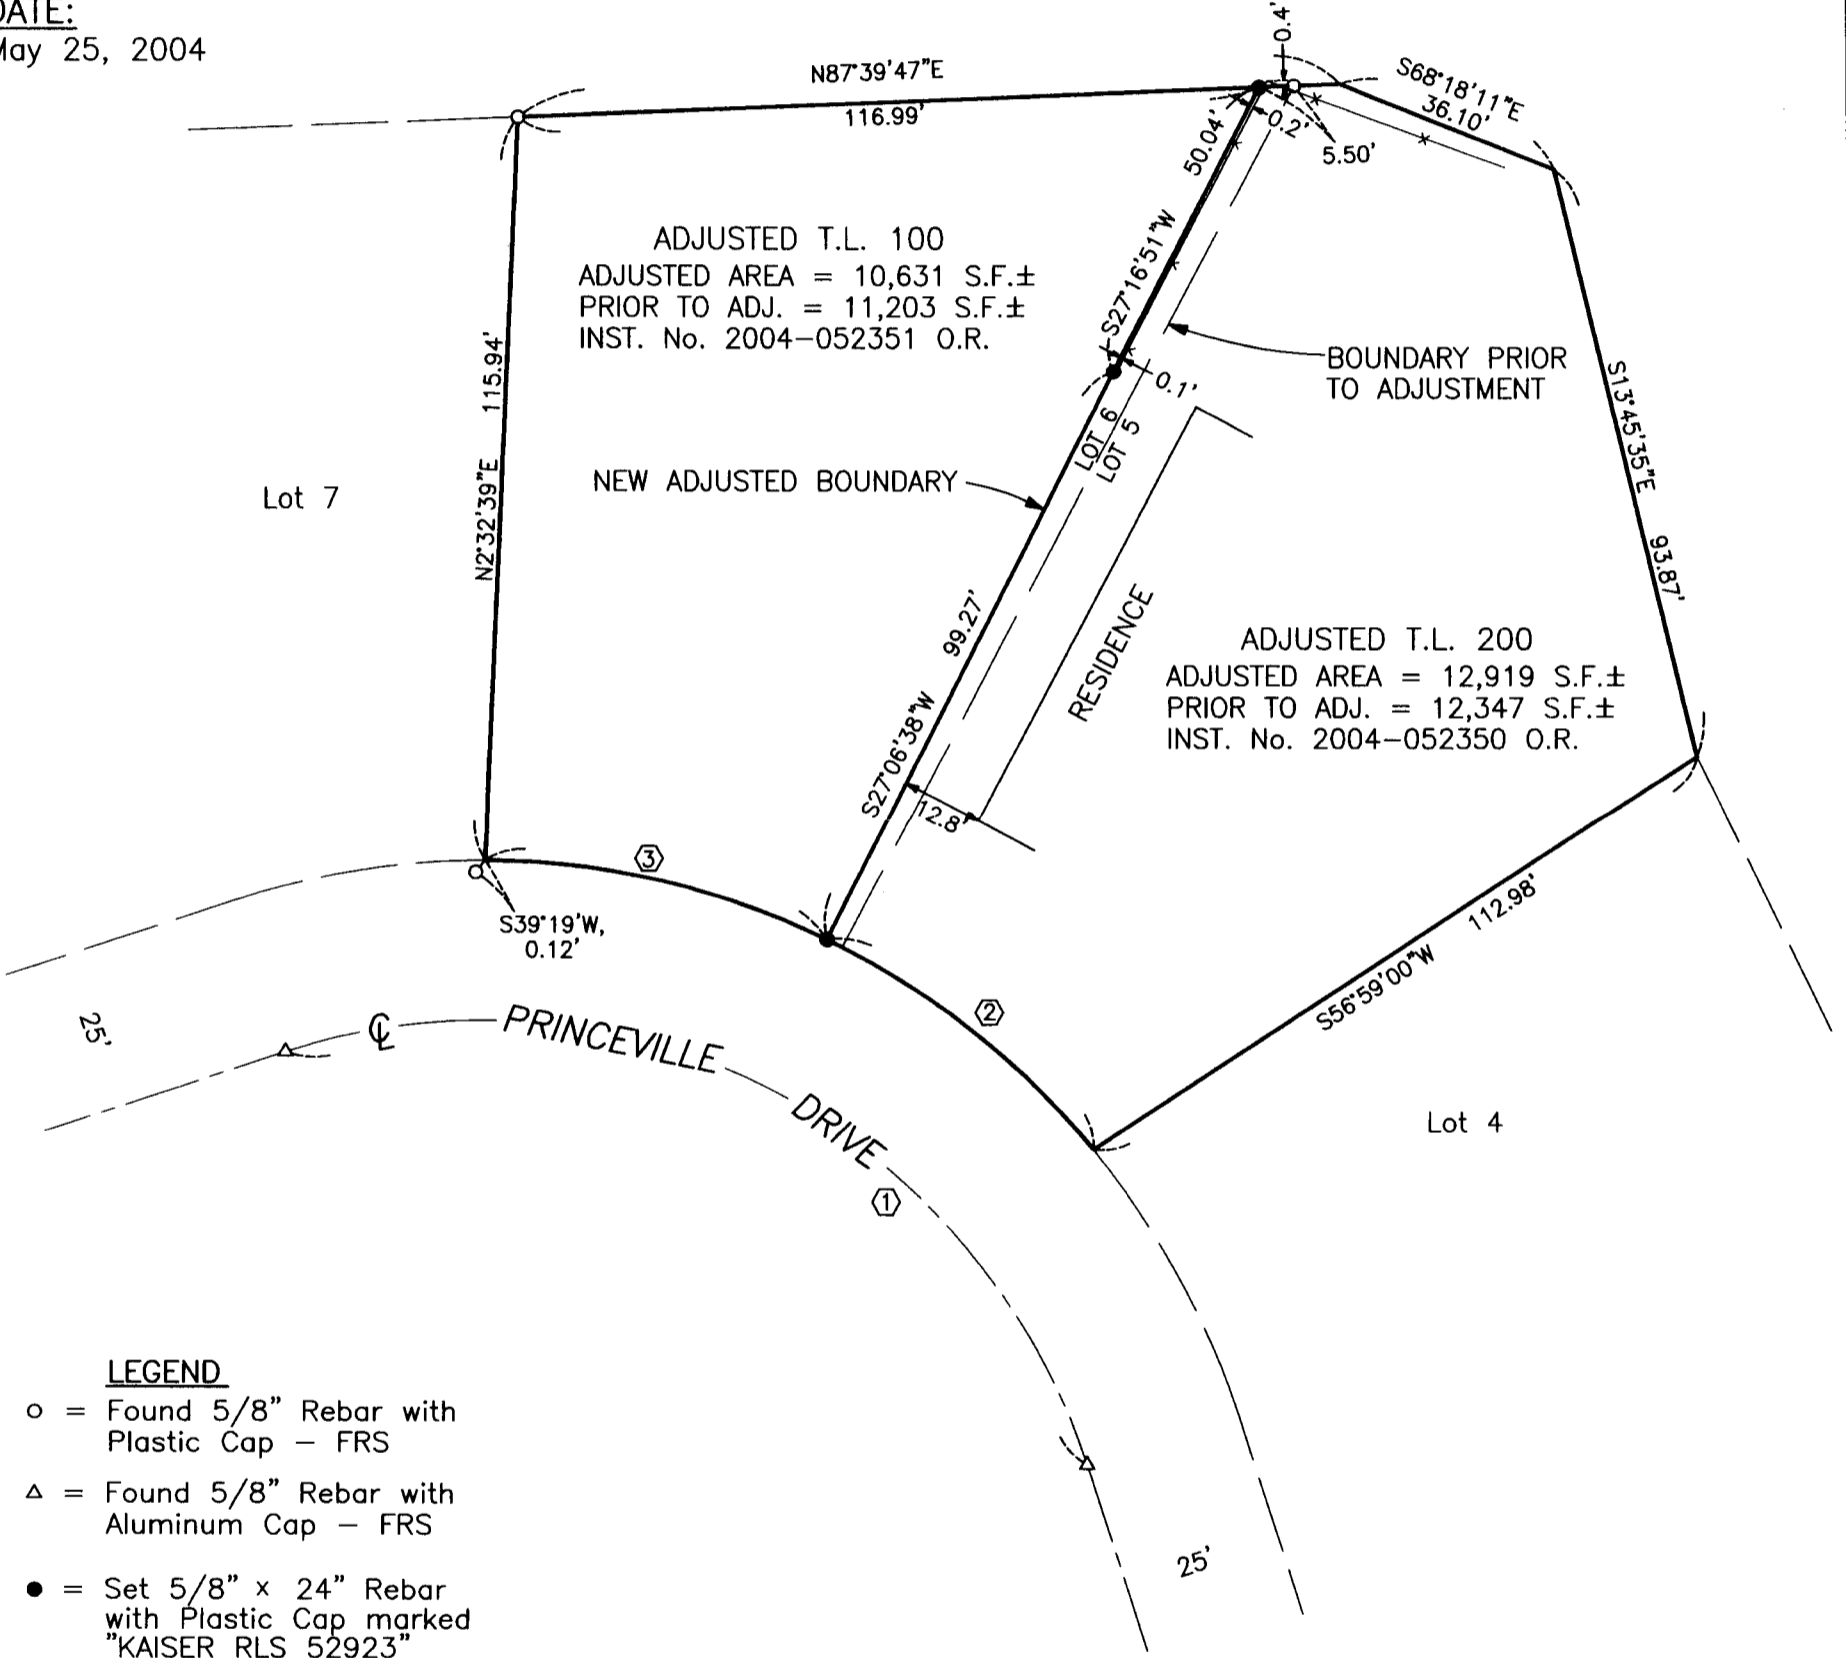 DATE:
May 25, 2004
N87°39'47"E
116.99'
0.4'
S68°18'11"E
36.10'
50.04'
0.2'
5.50'
S27°16'51"W
ADJUSTED T.L. 100
ADJUSTED AREA = 10,631 S.F.±
PRIOR TO ADJ. = 11,203 S.F.±
INST. No. 2004-052351 O.R.
115.94'
N2°32'39"E
BOUNDARY PRIOR
TO ADJUSTMENT
0.1'
S13°45'35"E
93.87'
LOT 6
LOT 5
NEW ADJUSTED BOUNDARY
Lot 7
99.27'
RESIDENCE
S27°06'38"W
12.8'
ADJUSTED T.L. 200
ADJUSTED AREA = 12,919 S.F.±
PRIOR TO ADJ. = 12,347 S.F.±
INST. No. 2004-052350 O.R.
3
S39°19'W,
0.12'
112.98'
S56°59'00"W
2
25'
℄
PRINCEVILLE
DRIVE
1
Lot 4
25'
LEGEND
○ = Found 5/8" Rebar with
Plastic Cap – FRS
△ = Found 5/8" Rebar with
Aluminum Cap – FRS
● = Set 5/8" x 24" Rebar
with Plastic Cap marked
"KAISER RLS 52923"